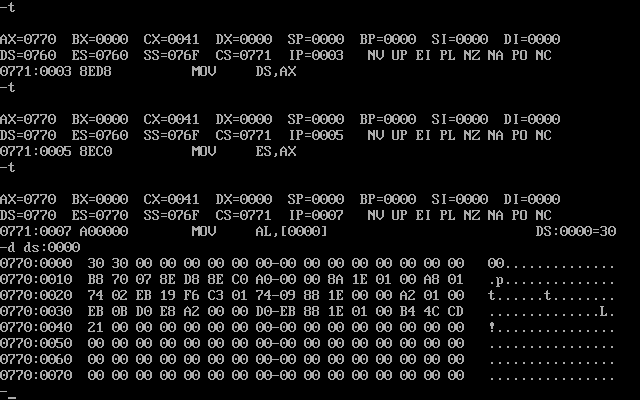 -t
AX=0770  BX=0000  CX=0041  DX=0000  SP=0000  BP=0000  SI=0000  DI=0000
DS=0760  ES=0760  SS=076F  CS=0771  IP=0003   NV UP EI PL NZ NA PO NC
0771:0003 8ED8          MOV     DS,AX
-t
AX=0770  BX=0000  CX=0041  DX=0000  SP=0000  BP=0000  SI=0000  DI=0000
DS=0770  ES=0760  SS=076F  CS=0771  IP=0005   NV UP EI PL NZ NA PO NC
0771:0005 8EC0          MOV     ES,AX
-t
AX=0770  BX=0000  CX=0041  DX=0000  SP=0000  BP=0000  SI=0000  DI=0000
DS=0770  ES=0770  SS=076F  CS=0771  IP=0007   NV UP EI PL NZ NA PO NC
0771:0007 A00000        MOV     AL,[0000]                          DS:0000=30
-d ds:0000
0770:0000  30 30 00 00 00 00 00 00-00 00 00 00 00 00 00 00   00..............
0770:0010  B8 70 07 8E D8 8E C0 A0-00 00 8A 1E 01 00 A8 01   .p..............
0770:0020  74 02 EB 19 F6 C3 01 74-09 88 1E 00 00 A2 01 00   t......t........
0770:0030  EB 0B D0 E8 A2 00 00 D0-EB 88 1E 01 00 B4 4C CD   ..............L.
0770:0040  21 00 00 00 00 00 00 00-00 00 00 00 00 00 00 00   !...............
0770:0050  00 00 00 00 00 00 00 00-00 00 00 00 00 00 00 00   ................
0770:0060  00 00 00 00 00 00 00 00-00 00 00 00 00 00 00 00   ................
0770:0070  00 00 00 00 00 00 00 00-00 00 00 00 00 00 00 00   ................
-_